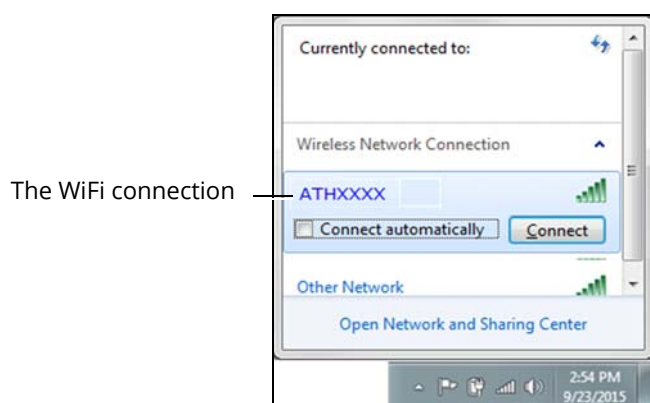 Currently connected to:
Wireless Network Connection
The WiFi connection
ATHXXXX
Connect automatically Connect
Other Network
Open Network and Sharing Center
2:54 PM
9/23/2015